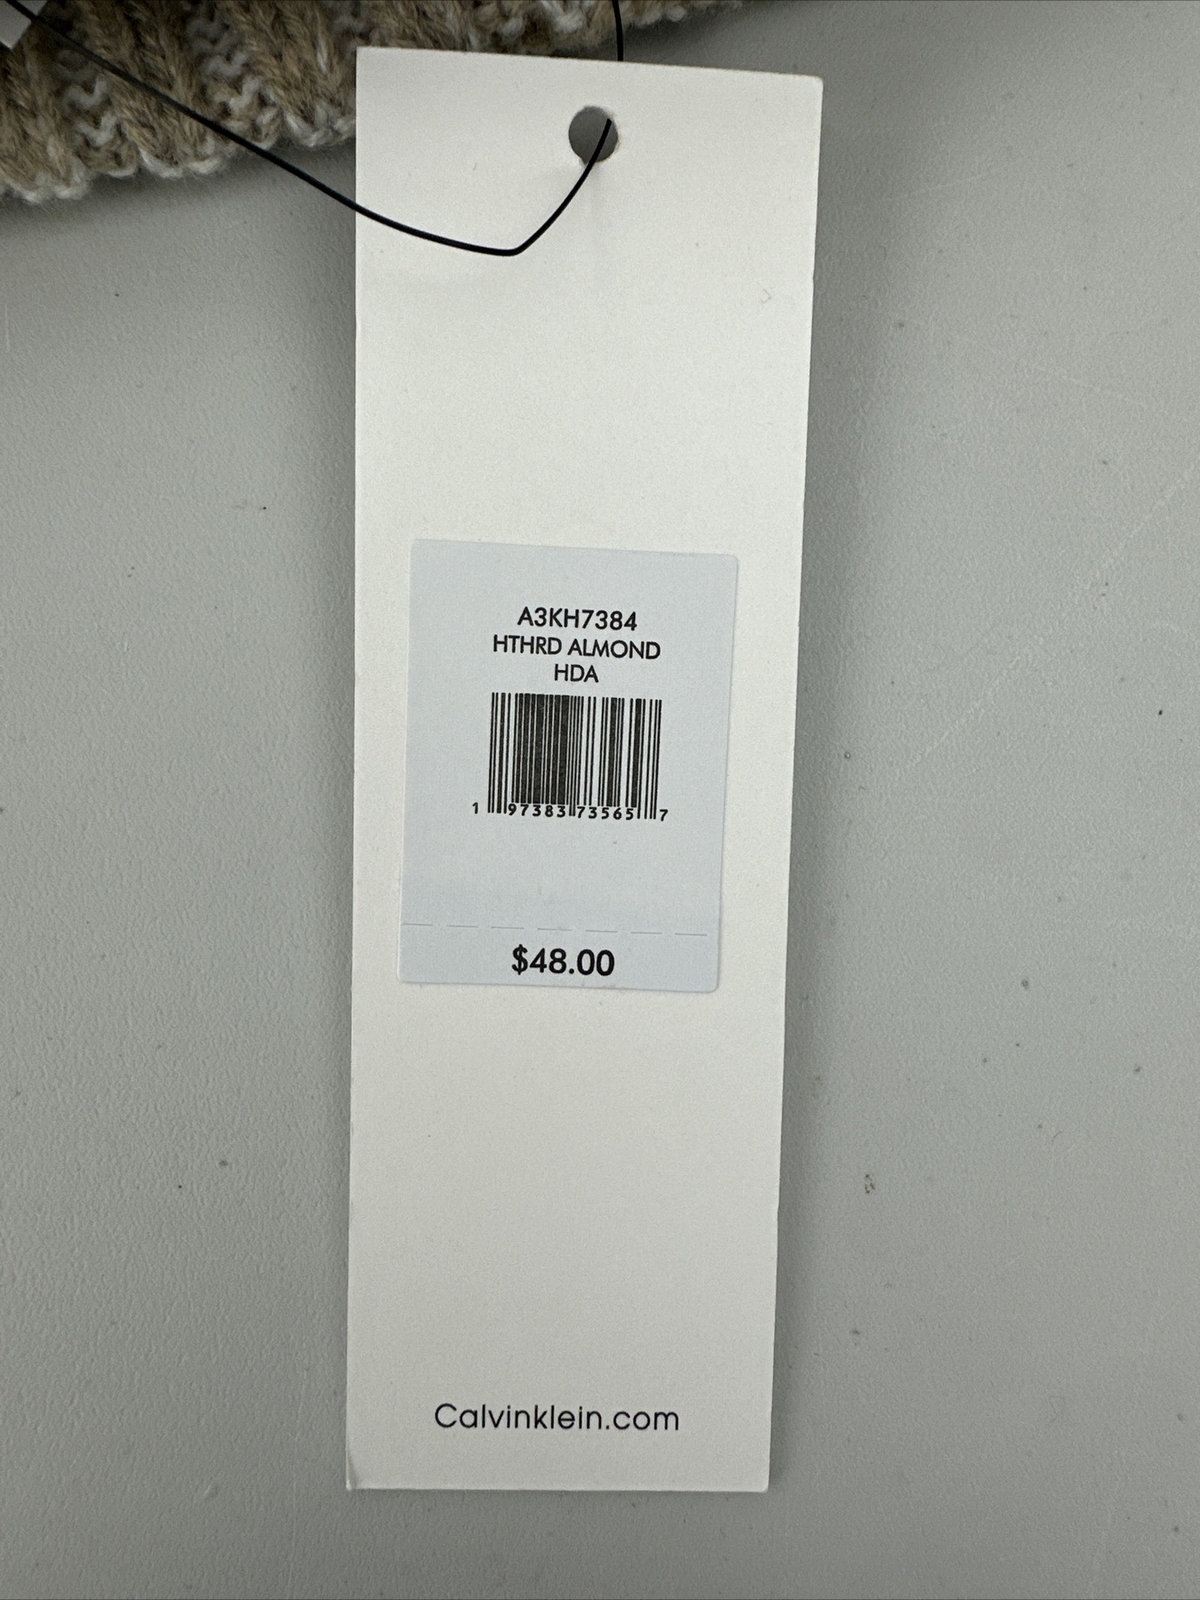 A3KH7384
HTHRD ALMOND
HDA
1 97383 73565 7
$48.00
Calvinklein.com